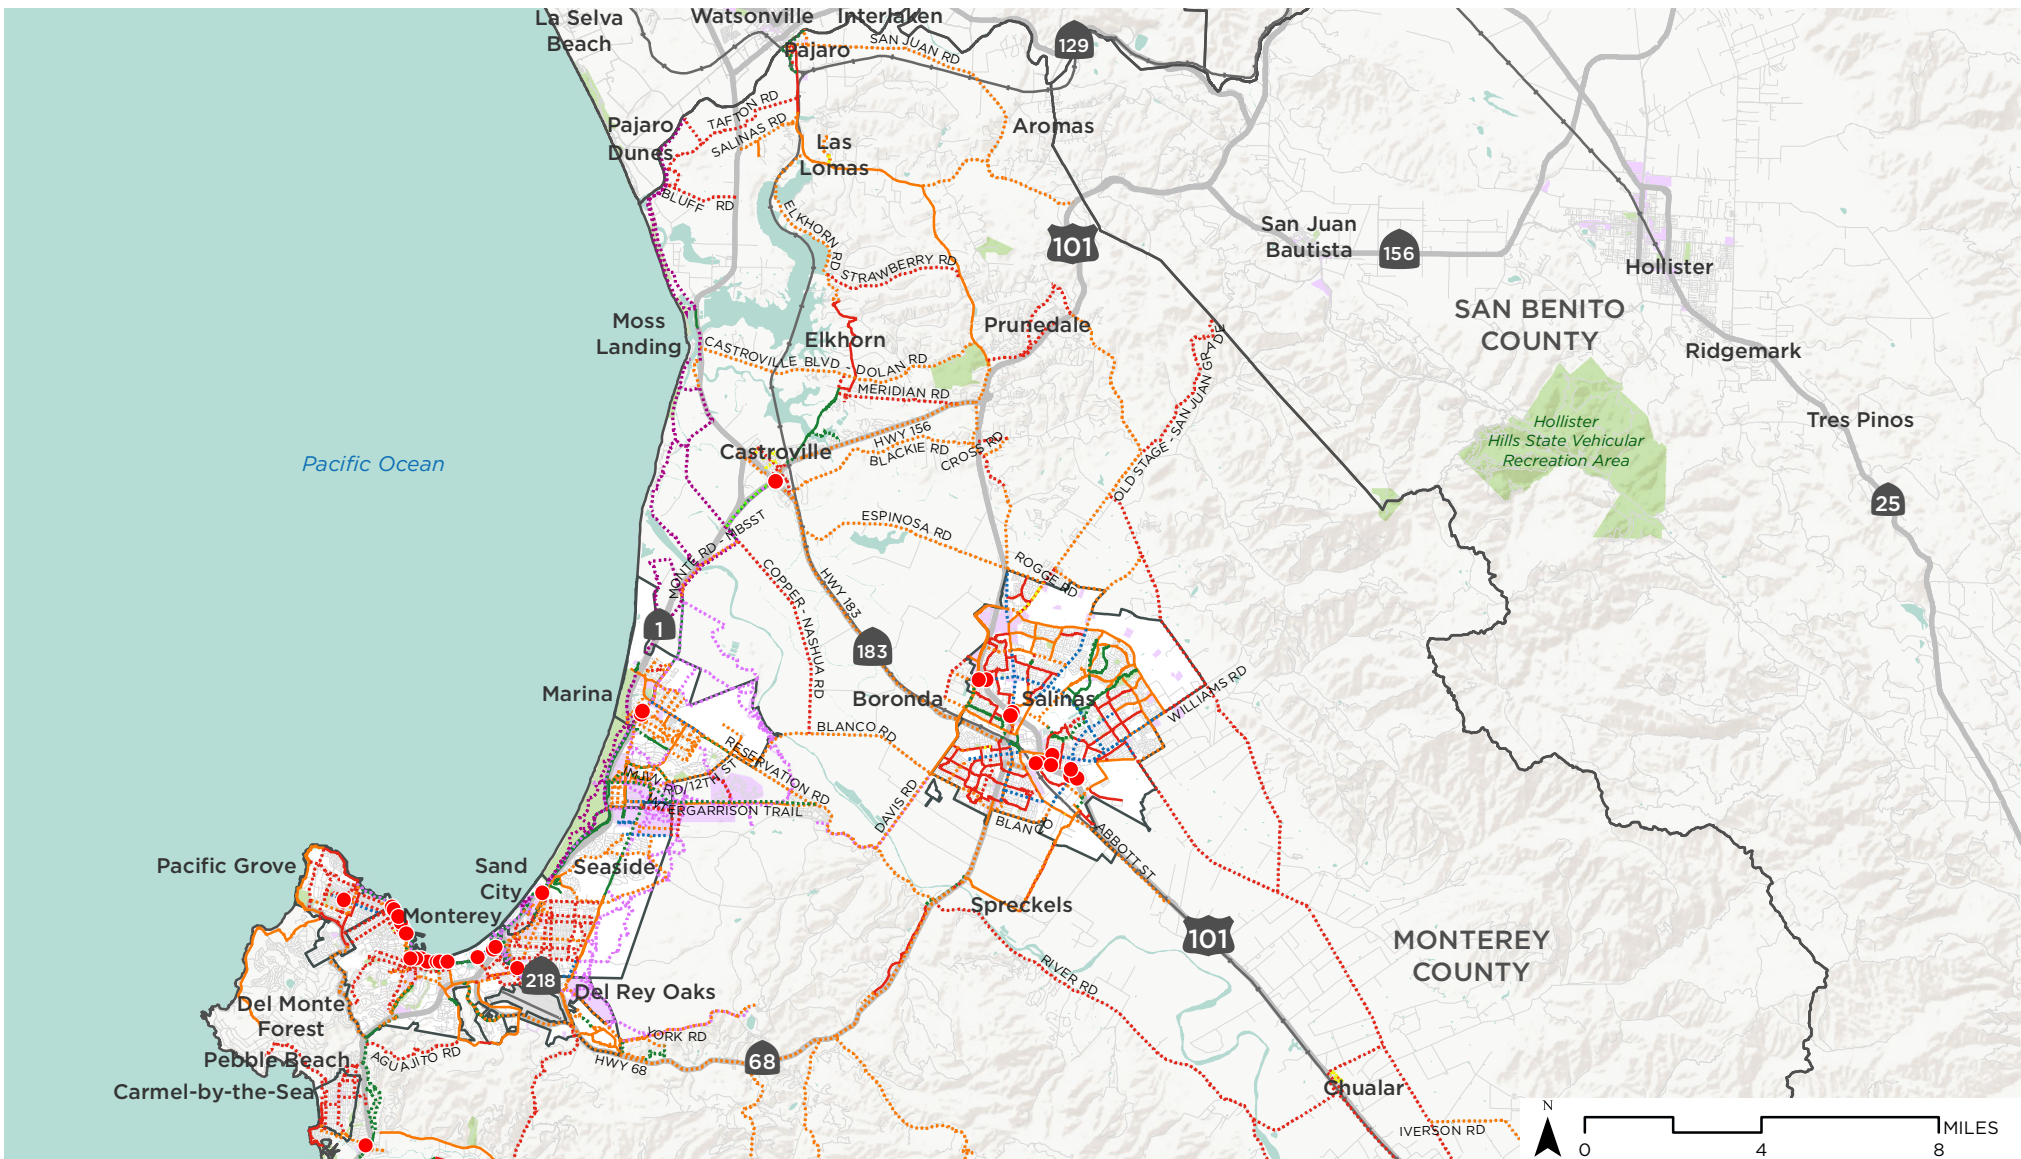 La Selva
Beach
Watsonville
Interlaken
Pajaro
SAN JUAN RD
129
Pajaro
Dunes
TAFTON RD
SALINAS RD
Las
Lomas
Aromas
BLUFF RD
ELKHORN RD
STRAWBERRY RD
101
San Juan
Bautista
156
Hollister
SAN BENITO
COUNTY
Ridgemark
Moss
Landing
Elkhorn
Prunedale
CASTROVILLE BLVD - DOLAN RD
MERIDIAN RD
OLD STAGE - SAN JUAN GRADE
Hollister
Hills State Vehicular
Recreation Area
Tres Pinos
25
Pacific Ocean
Castroville
HWY 156
BLACKIE RD
CROSS RD
MONTE RD - MBSST
ESPINOSA RD
COPPER - NASHUA RD
HWY 183
ROGGE RD
1
183
Marina
Boronda
Salinas
WILLIAMS RD
BLANCO RD
RESERVATION RD
IMJIN RD/12TH ST
INTERGARRISON TRAIL
DAVIS RD
BLANCO
ABBOTT ST
Pacific Grove
Sand
City
Seaside
Monterey
Spreckels
101
MONTEREY
COUNTY
218
Del Rey Oaks
RIVER RD
Del Monte
Forest
YORK RD
Pebble Beach
AGUAJITO RD
HWY 68
68
Carmel-by-the-Sea
Chualar
IVERSON RD
N
0 4 8 MILES